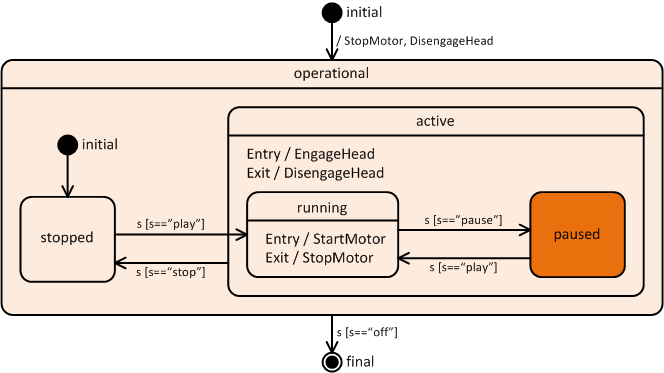 initial
/ StopMotor, DisengageHead
operational
active
initial
Entry / EngageHead
Exit / DisengageHead
running
s [s==”play”]
s [s==”pause”]
stopped
Entry / StartMotor
paused
Exit / StopMotor
s [s==“stop”]
s [s==“play”]
s [s==“off”]
final